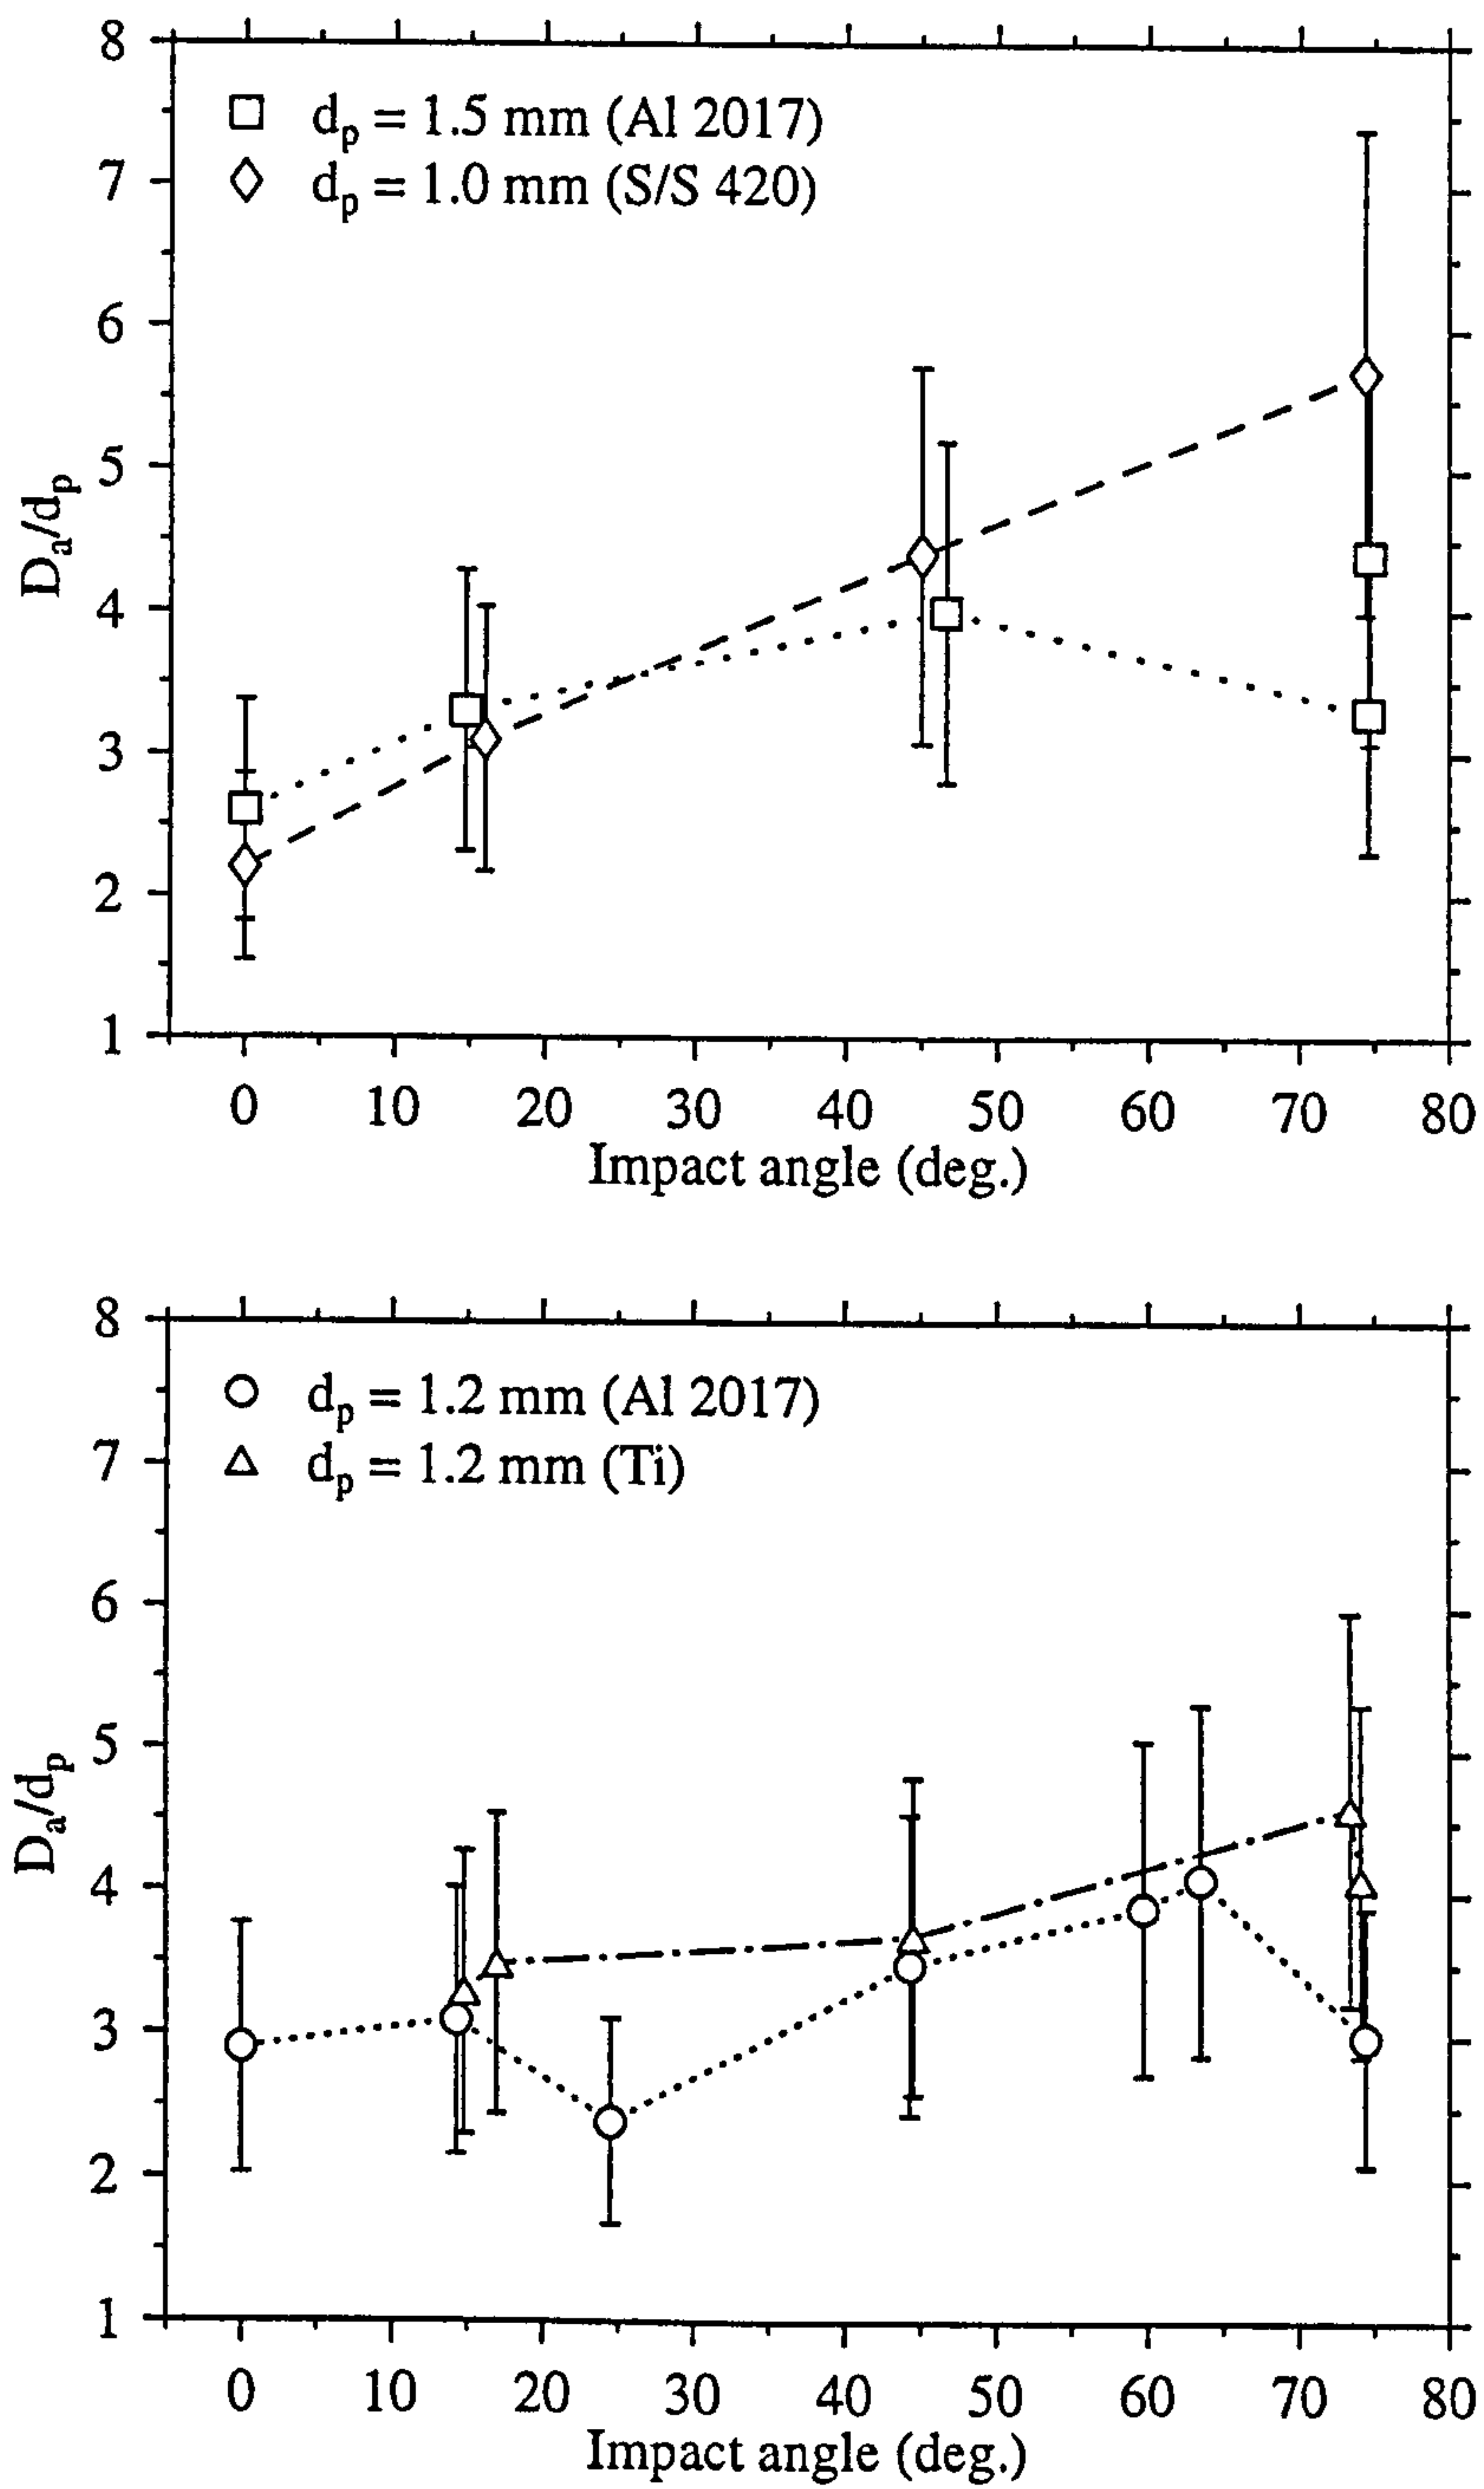 8
7
6
5
4
3
2
1
D_a/d_p
d_p = 1.5 mm (Al 2017)
d_p = 1.0 mm (S/S 420)
0 10 20 30 40 50 60 70 80
Impact angle (deg.)
8
7
6
5
4
3
2
1
D_a/d_p
d_p = 1.2 mm (Al 2017)
d_p = 1.2 mm (Ti)
0 10 20 30 40 50 60 70 80
Impact angle (deg.)